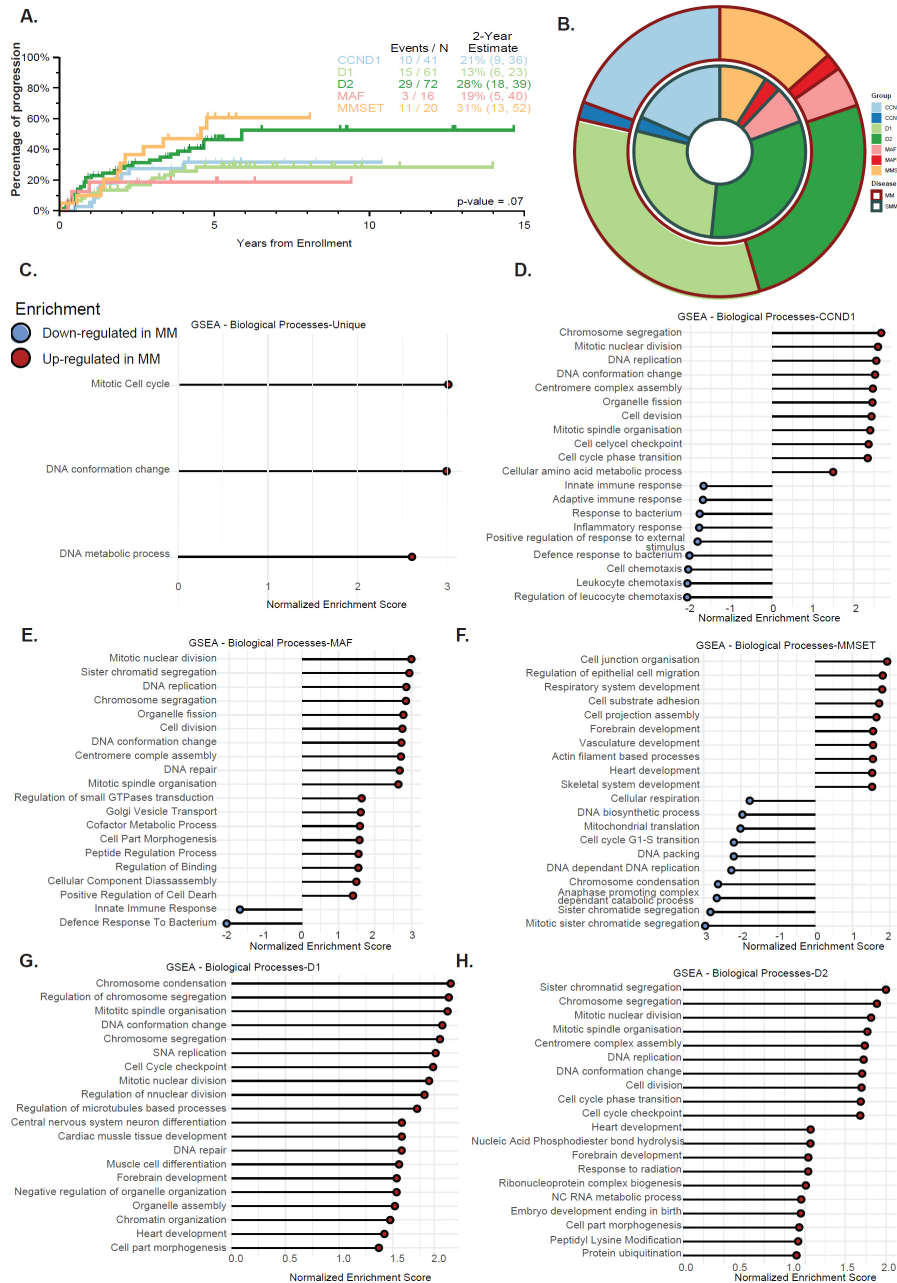 A.
Percentage of progression
100%
80%
60%
40%
20%
0%
0
0
1
5
10
15
Years from Enrollment
Events / N
2-Year
Estimate
CCND1 10 / 41 21% (9, 36)
D1 15 / 61 13% (6, 23)
D2 29 / 72 28% (18, 39)
MAF 3 / 16 19% (5, 40)
MMSET 11 / 20 31% (13, 52)
p-value = .07
B.
Group
CCN
CCN
D1
D2
MAF
MAF
MMS
Disease
MM
SMM
C.
Enrichment
Down-regulated in MM
Up-regulated in MM
GSEA - Biological Processes-Unique
Mitotic Cell cycle
DNA conformation change
DNA metabolic process
0 1 2 3
Normalized Enrichment Score
D.
GSEA - Biological Processes-CCND1
Chromosome segregation
Mitotic nuclear division
DNA replication
DNA conformation change
Centromere complex assembly
Organelle fission
Cell devision
Mitotic spindle organisation
Cell celycel checkpoint
Cell cycle phase transition
Cellular amino acid metabolic process
Innate immune response
Adaptive immune response
Response to bacterium
Inflammatory response
Positive regulation of response to external
stimulus
Defence response to bacterium
Cell chemotaxis
Leukocyte chemotaxis
Regulation of leucocyte chemotaxis
-2 -1 0 1 2
Normalized Enrichment Score
E.
GSEA - Biological Processes-MAF
Mitotic nuclear division
Sister chromatid segregation
DNA replication
Chromosome segragation
Organelle fission
Cell division
DNA conformation change
Centromere comple assembly
DNA repair
Mitotic spindle organisation
Regulation of small GTPases transduction
Golgi Vesicle Transport
Cofactor Metabolic Process
Cell Part Morphogenesis
Peptide Regulation Process
Regulation of Binding
Cellular Component Diassassembly
Positive Regulation of Cell Dearh
Innate Immune Response
Defence Response To Bacterium
-2 -1 0 1 2 3
Normalized Enrichment Score
F.
GSEA - Biological Processes-MMSET
Cell junction organisation
Regulation of epithelial cell migration
Respiratory system development
Cell substrate adhesion
Cell projection assembly
Forebrain development
Vasculature development
Actin filament based processes
Heart development
Skeletal system development
Cellular respiration
DNA biosynthetic process
Mitochondrial translation
Cell cycle G1-S transition
DNA packing
DNA dependant DNA replication
Chromosome condensation
Anaphase promoting complex
dependant catabolic process
Sister chromatide segregation
Mitotic sister chromatide segregation
3 -2 -1 0 1 2
Normalized Enrichment Score
G.
GSEA - Biological Processes-D1
Chromosome condensation
Regulation of chromosome segregation
Mitotitc spindle organisation
DNA conformation change
Chromosome segregation
SNA replication
Cell Cycle checkpoint
Mitotic nuclear division
Regulation of nnuclear division
Regulation of microtubules based processes
Central nervous system neuron differentiation
Cardiac mussle tissue development
DNA repair
Muscle cell differentiation
Forebrain development
Negative regulation of organelle organization
Organelle assembly
Chromatin organization
Heart development
Cell part morphogenesis
0.0 0.5 1.0 1.5 2.0
Normalized Enrichment Score
H.
GSEA - Biological Processes-D2
Sister chromnatid segregation
Chromosome segregation
Mitotic nuclear division
Mitotic spindle organisation
Centromere complex assembly
DNA replication
DNA conformation change
Cell division
Cell cycle phase transition
Cell cycle checkpoint
Heart development
Nucleic Acid Phosphodiester bond hydrolysis
Forebrain development
Response to radiation
Ribonucleoprotein complex biogenesis
NC RNA metabolic process
Embryo development ending in birth
Cell part morphogenesis
Peptidyl Lysine Modification
Protein ubiquitination
0.0 0.5 1.0 1.5 2.0
Normalized Enrichment Score